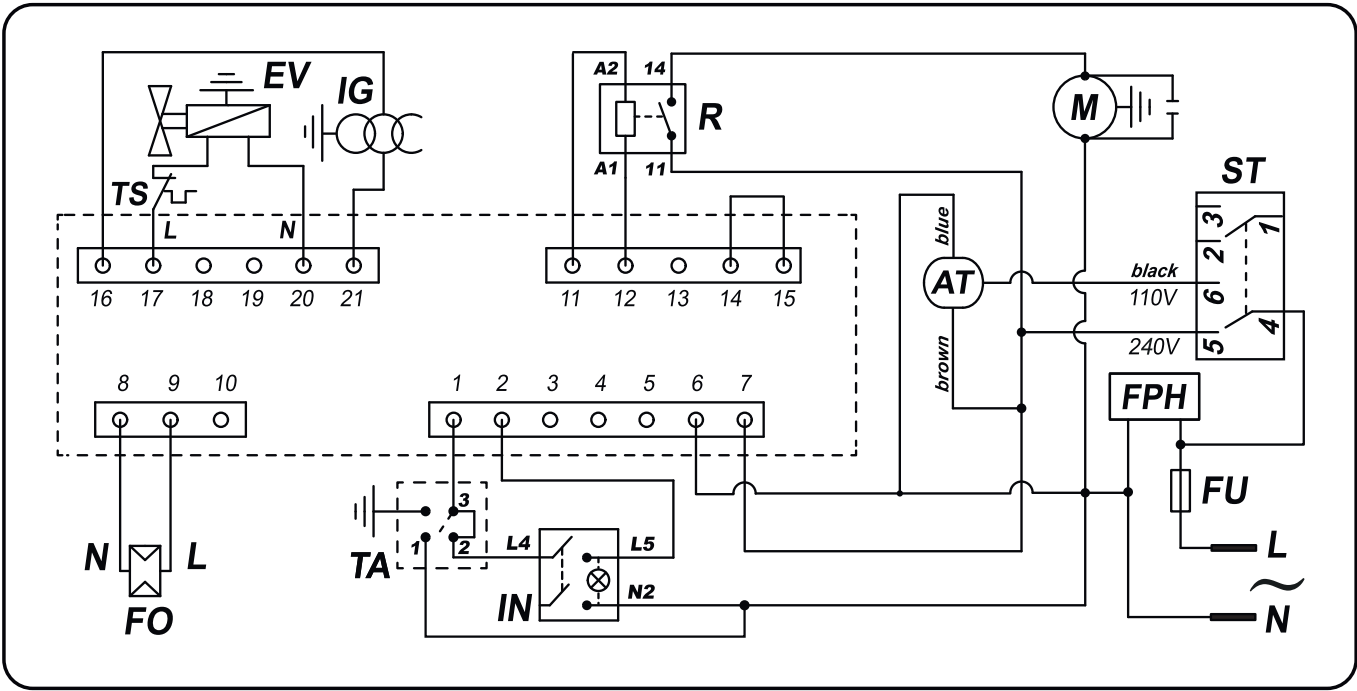 EV
IG
A2
14
R
A1
11
M
ST
TS
L
N
3
1
2
6
4
5
blue
AT
brown
black
110V
240V
16 17 18 19 20 21
11 12 13 14 15
8 9 10
1 2 3 4 5 6 7
FPH
FU
3
1
2
TA
L4
L5
IN
N2
N
L
FO
L
~
N